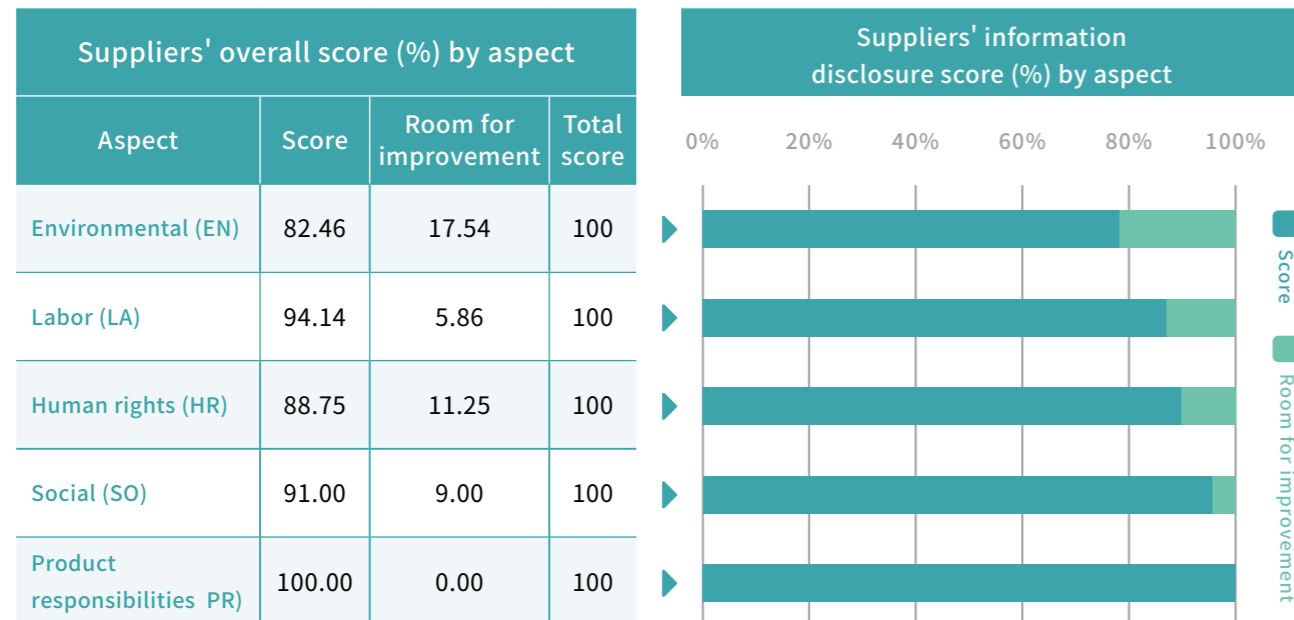 Suppliers' overall score (%) by aspect
Aspect
Score
Room for
improvement
Total
score
Environmental (EN)
82.46
17.54
100
Labor (LA)
94.14
5.86
100
Human rights (HR)
88.75
11.25
100
Social (SO)
91.00
9.00
100
Product
responsibilities PR)
100.00
0.00
100
Suppliers' information
disclosure score (%) by aspect
0%
20%
40%
60%
80%
100%
Score
Room for improvement